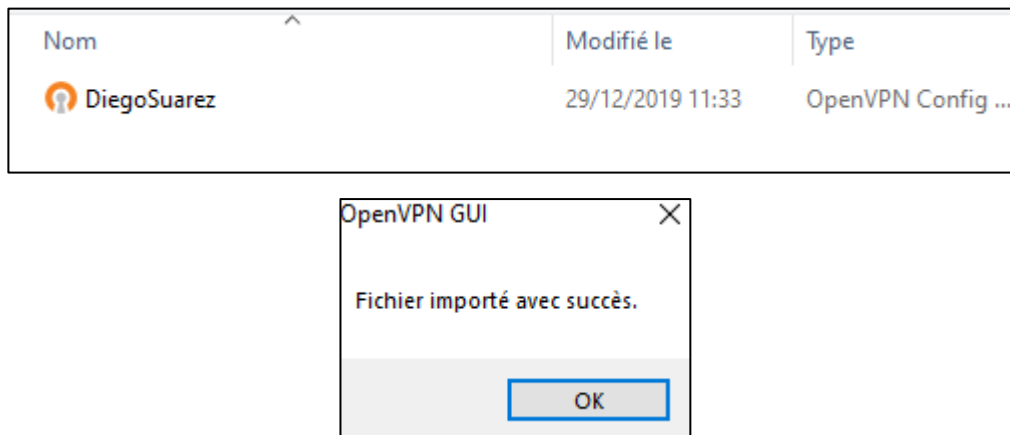 Nom Modifié le Type
DiegoSuarez 29/12/2019 11:33 OpenVPN Config ...
OpenVPN GUI
Fichier importé avec succès.
OK